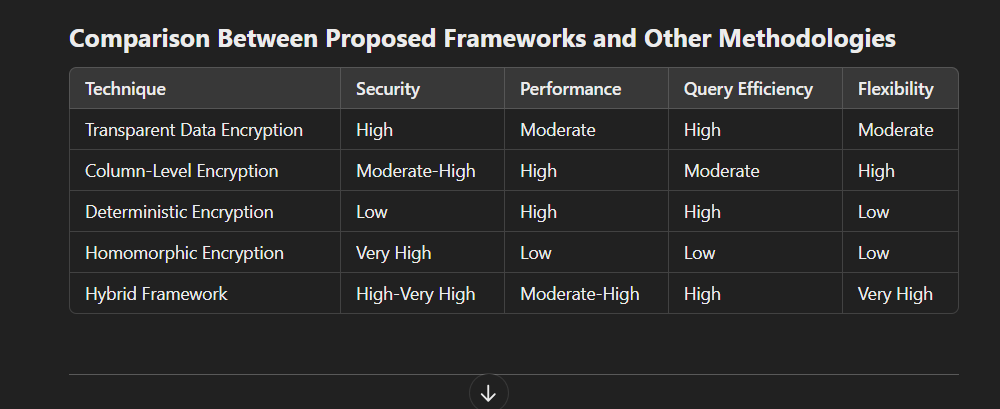 Comparison Between Proposed Frameworks and Other Methodologies
Technique Security Performance Query Efficiency Flexibility
Transparent Data Encryption High Moderate High Moderate
Column-Level Encryption Moderate-High High Moderate High
Deterministic Encryption Low High High Low
Homomorphic Encryption Very High Low Low Low
Hybrid Framework High-Very High Moderate-High High Very High